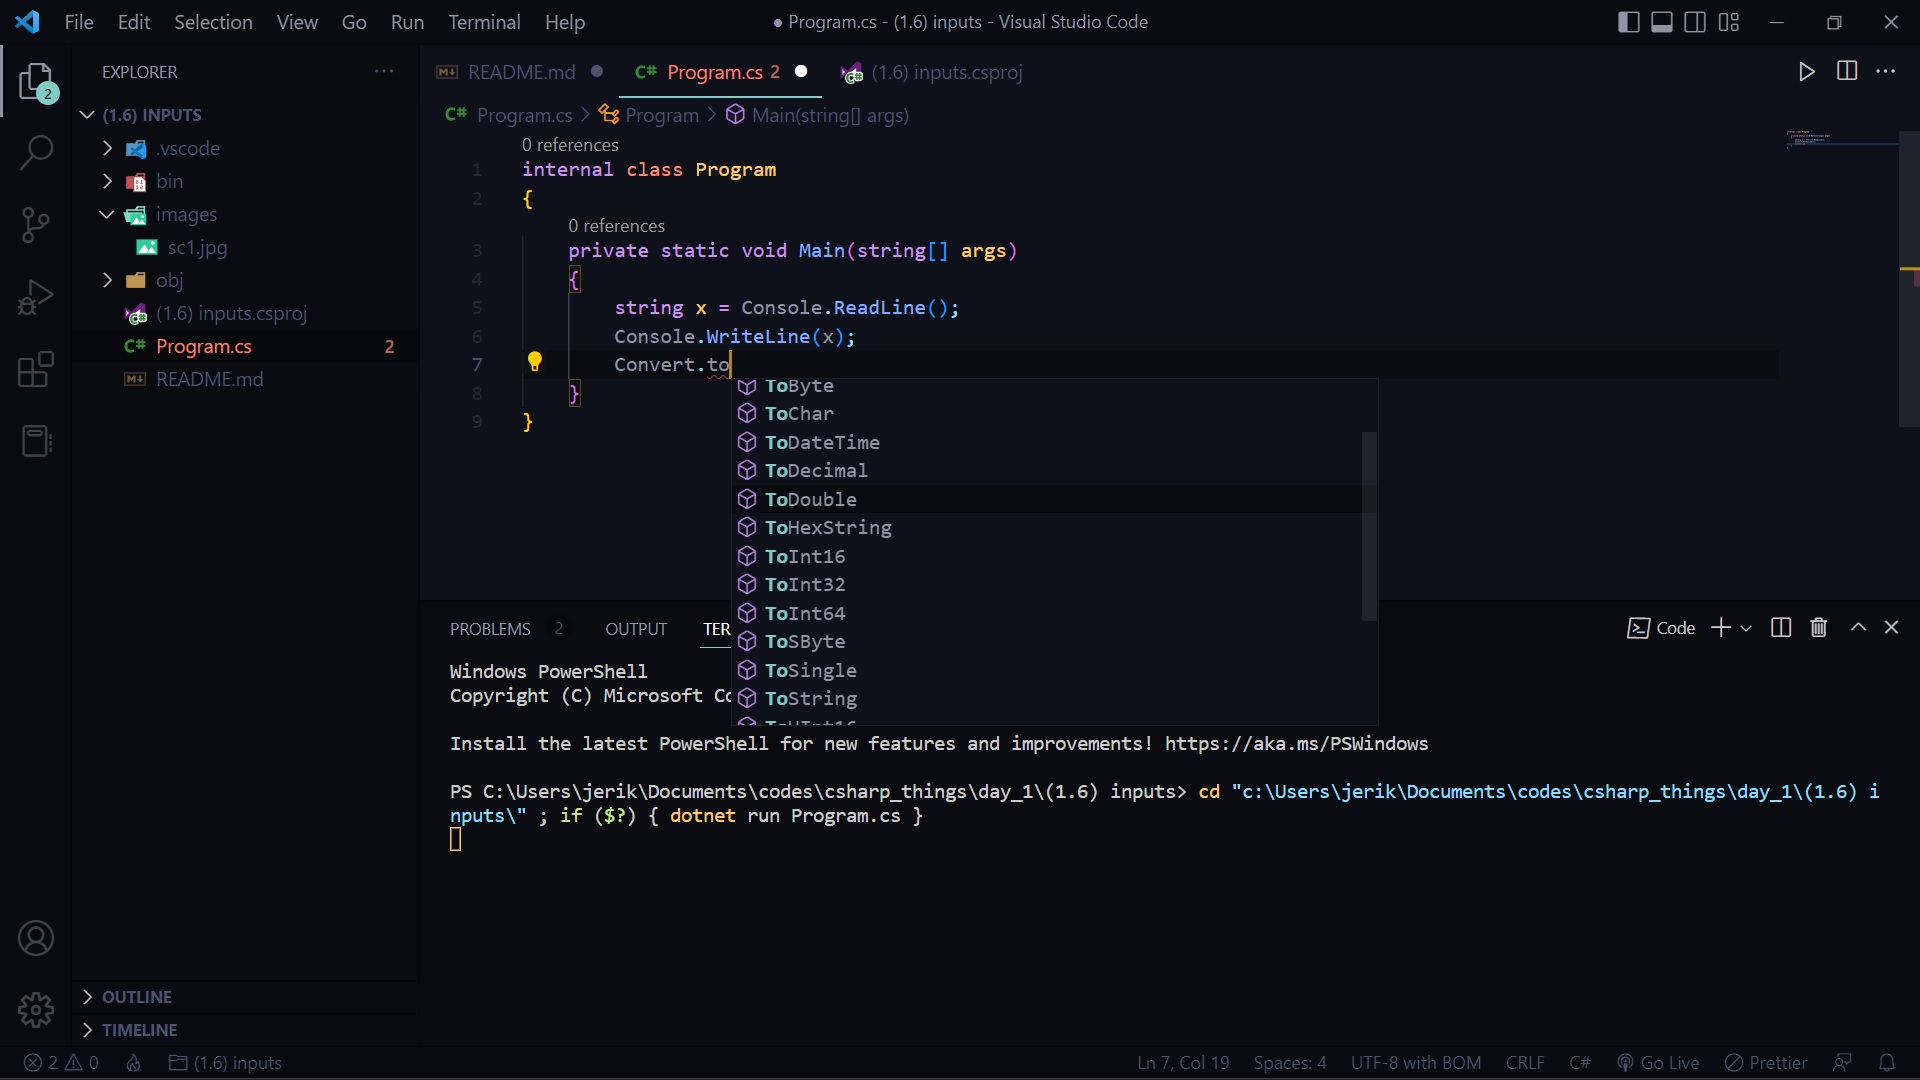 File Edit Selection View Go Run Terminal Help
● Program.cs - (1.6) inputs - Visual Studio Code
2
EXPLORER
(1.6) INPUTS
.vscode
bin
images
sc1.jpg
obj
(1.6) inputs.csproj
C# Program.cs 2
README.md
OUTLINE
TIMELINE
README.md
C# Program.cs 2
(1.6) inputs.csproj
C# Program.cs > Program > Main(string[] args)
0 references
1 internal class Program
2 {
0 references
3 private static void Main(string[] args)
4 {
5 string x = Console.ReadLine();
6 Console.WriteLine(x);
7 Convert.to
8 }
9 }
ToByte
ToChar
ToDateTime
ToDecimal
ToDouble
ToHexString
ToInt16
ToInt32
ToInt64
ToSByte
ToSingle
ToString
ToUInt16
PROBLEMS 2 OUTPUT TER
Code
Windows PowerShell
Copyright (C) Microsoft Co
Install the latest PowerShell for new features and improvements! https://aka.ms/PSWindows
PS C:\Users\jerik\Documents\codes\csharp_things\day_1\(1.6) inputs> cd "c:\Users\jerik\Documents\codes\csharp_things\day_1\(1.6) i
nputs\" ; if ($?) { dotnet run Program.cs }
2 0 (1.6) inputs
Ln 7, Col 19 Spaces: 4 UTF-8 with BOM CRLF C# Go Live Prettier